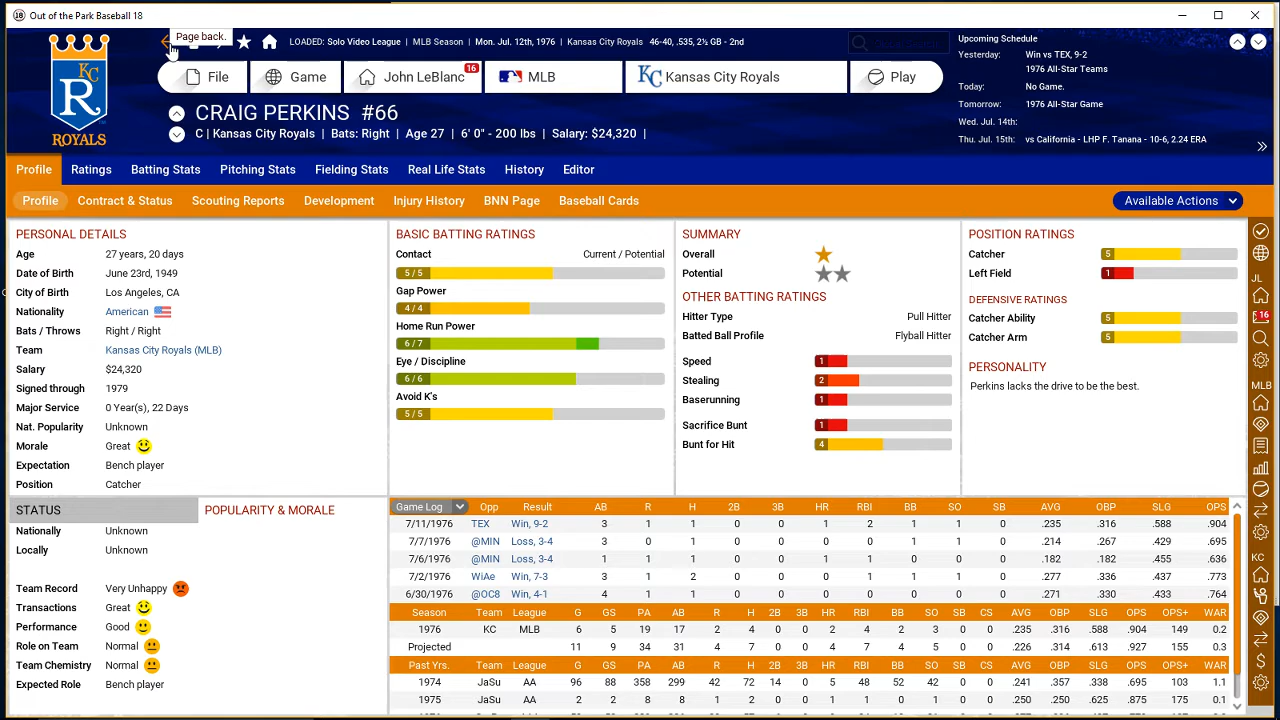 Out of the Park Baseball 18
Page back.
LOADED: Solo Video League | MLB Season | Mon. Jul. 12th, 1976 | Kansas City Royals 46-40, .535, 2½ GB - 2nd
Upcoming Schedule
Yesterday: Win vs TEX, 9-2
1976 All-Star Teams
Today: No Game.
Tomorrow: 1976 All-Star Game
Wed. Jul. 14th:
Thu. Jul. 15th: vs California - LHP F. Tanana - 10-6, 2.24 ERA
KC R ROYALS
File Game John LeBlanc 16 MLB KC Kansas City Royals Play
CRAIG PERKINS #66
C | Kansas City Royals | Bats: Right | Age 27 | 6' 0" - 200 lbs | Salary: $24,320 |
Profile Ratings Batting Stats Pitching Stats Fielding Stats Real Life Stats History Editor
Profile Contract & Status Scouting Reports Development Injury History BNN Page Baseball Cards Available Actions
PERSONAL DETAILS
Age 27 years, 20 days
Date of Birth June 23rd, 1949
City of Birth Los Angeles, CA
Nationality American
Bats / Throws Right / Right
Team Kansas City Royals (MLB)
Salary $24,320
Signed through 1979
Major Service 0 Year(s), 22 Days
Nat. Popularity Unknown
Morale Great
Expectation Bench player
Position Catcher
BASIC BATTING RATINGS
Contact Current / Potential
5 / 5
Gap Power
4 / 4
Home Run Power
6 / 7
Eye / Discipline
6 / 6
Avoid K's
5 / 5
SUMMARY
Overall
Potential
OTHER BATTING RATINGS
Hitter Type Pull Hitter
Batted Ball Profile Flyball Hitter
Speed 1
Stealing 2
Baserunning 1
Sacrifice Bunt 1
Bunt for Hit 4
POSITION RATINGS
Catcher 5
Left Field 1
DEFENSIVE RATINGS
Catcher Ability 5
Catcher Arm 5
PERSONALITY
Perkins lacks the drive to be the best.
JL
16
MLB
KC
STATUS POPULARITY & MORALE
Nationally Unknown
Locally Unknown
Team Record Very Unhappy
Transactions Great
Performance Good
Role on Team Normal
Team Chemistry Normal
Expected Role Bench player
Game Log Opp Result AB R H 2B 3B HR RBI BB SO SB AVG OBP SLG OPS
7/11/1976 TEX Win, 9-2 3 1 1 0 0 1 2 1 1 0 .235 .316 .588 .904
7/7/1976 @MIN Loss, 3-4 3 0 1 0 0 0 0 1 1 0 .214 .267 .429 .695
7/6/1976 @MIN Loss, 3-4 1 1 1 0 0 1 1 0 0 0 .182 .182 .455 .636
7/2/1976 WiAe Win, 7-3 3 1 2 0 0 0 1 1 1 0 .277 .336 .437 .773
6/30/1976 @OC8 Win, 4-1 4 1 1 0 0 0 0 0 0 0 .271 .330 .433 .764
Season Team League G GS PA AB R H 2B 3B HR RBI BB SO SB CS AVG OBP SLG OPS OPS+ WAR
1976 KC MLB 6 5 19 17 2 4 0 0 2 4 2 3 0 0 .235 .316 .588 .904 149 0.2
Projected 11 9 34 31 4 7 0 0 4 7 4 5 0 0 .226 .314 .613 .927 155 0.3
Past Yrs. Team League G GS PA AB R H 2B 3B HR RBI BB SO SB CS AVG OBP SLG OPS OPS+ WAR
1974 JaSu AA 96 88 358 299 42 72 14 0 5 48 52 42 0 0 .241 .357 .338 .695 103 1.1
1975 JaSu AA 2 2 8 8 1 2 0 0 1 1 0 1 0 0 .250 .250 .625 .875 175 0.1